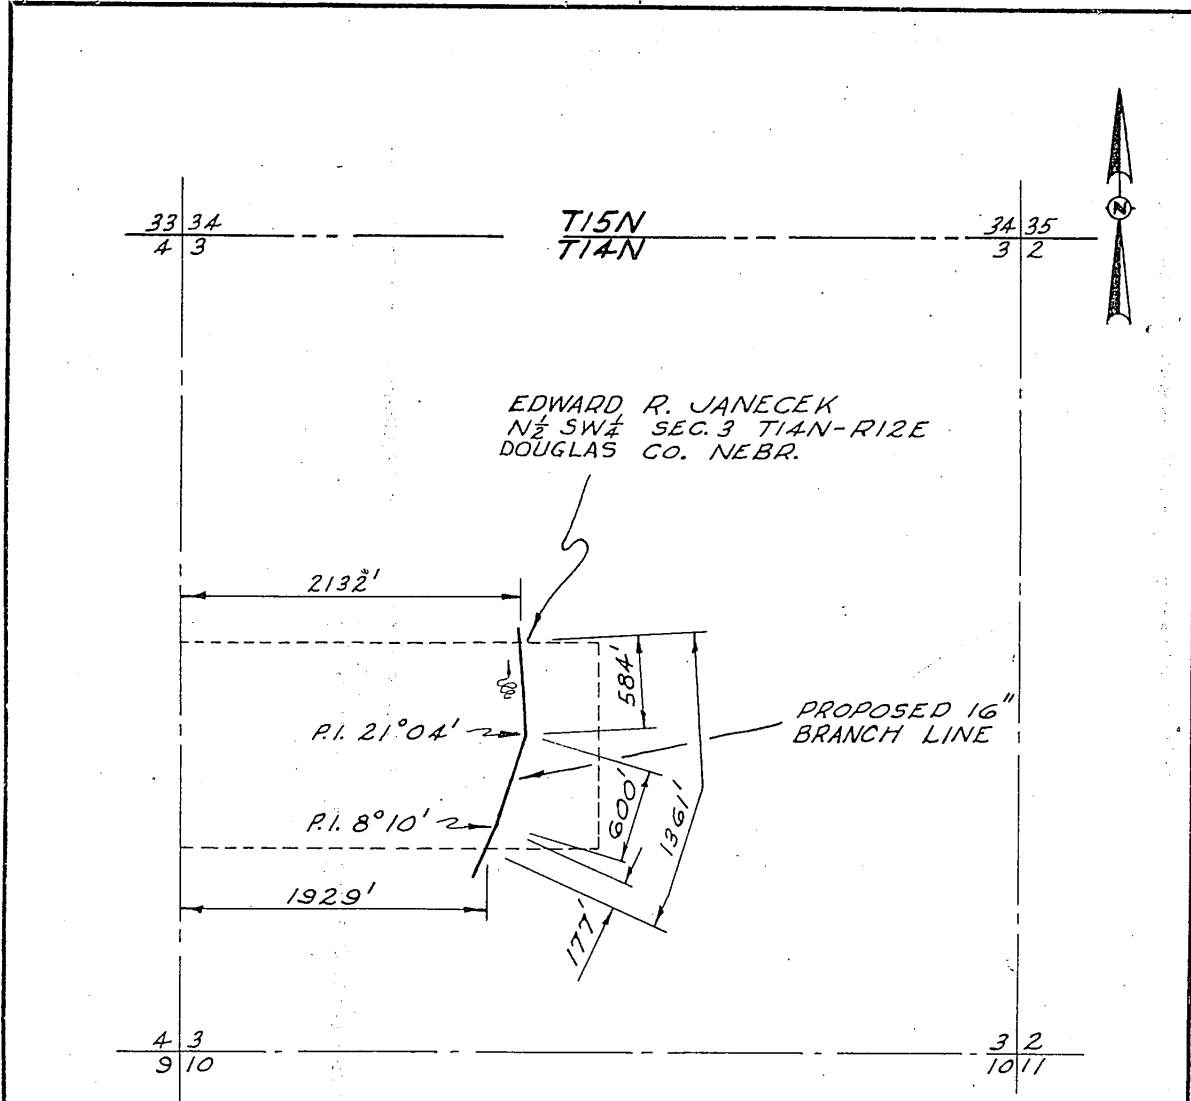 33 34
4 3
T15N
T14N
34 35
3 2
N
EDWARD R. JANECEK
N½ SW¼ SEC. 3 T14N-R12E
DOUGLAS CO. NEBR.
2132'
584'
P.I. 21°04'
PROPOSED 16"
BRANCH LINE
P.I. 8°10'
600'
1361'
1929'
177'
4 3
9 10
3 2
10 11